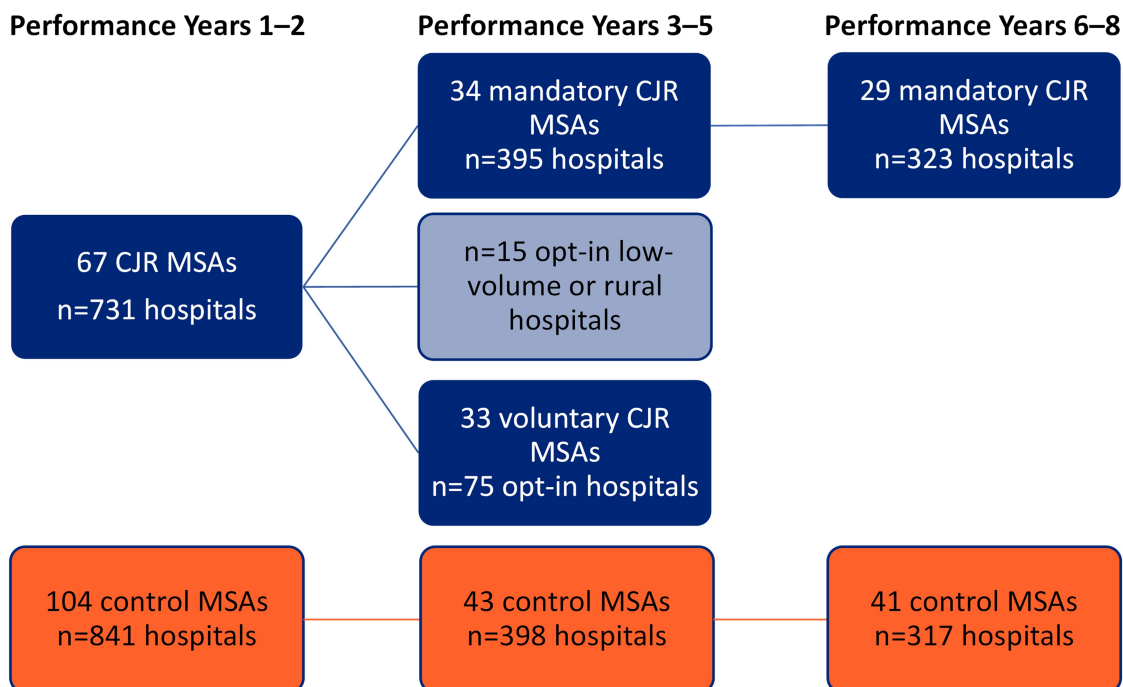 Performance Years 1–2
Performance Years 3–5
Performance Years 6–8
67 CJR MSAs
n=731 hospitals
34 mandatory CJR
MSAs
n=395 hospitals
29 mandatory CJR
MSAs
n=323 hospitals
n=15 opt-in low-
volume or rural
hospitals
33 voluntary CJR
MSAs
n=75 opt-in hospitals
104 control MSAs
n=841 hospitals
43 control MSAs
n=398 hospitals
41 control MSAs
n=317 hospitals